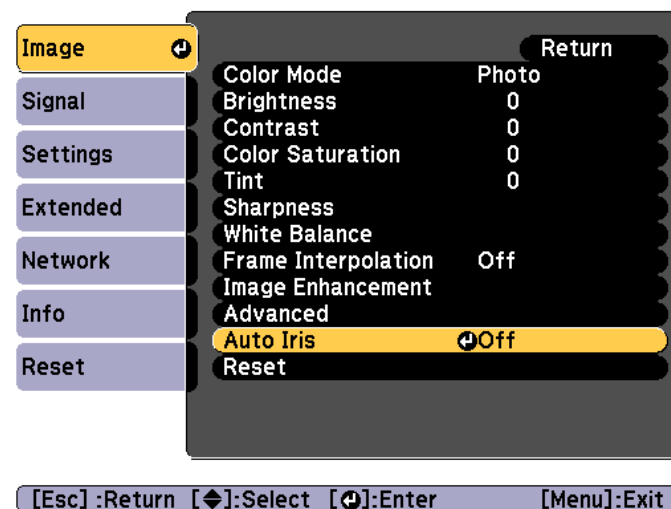 Image
Signal
Settings
Extended
Network
Info
Reset
Return
Color Mode Photo
Brightness 0
Contrast 0
Color Saturation 0
Tint 0
Sharpness
White Balance
Frame Interpolation Off
Image Enhancement
Advanced
Auto Iris Off
Reset
[Esc] :Return [◆]:Select [↵]:Enter [Menu]:Exit